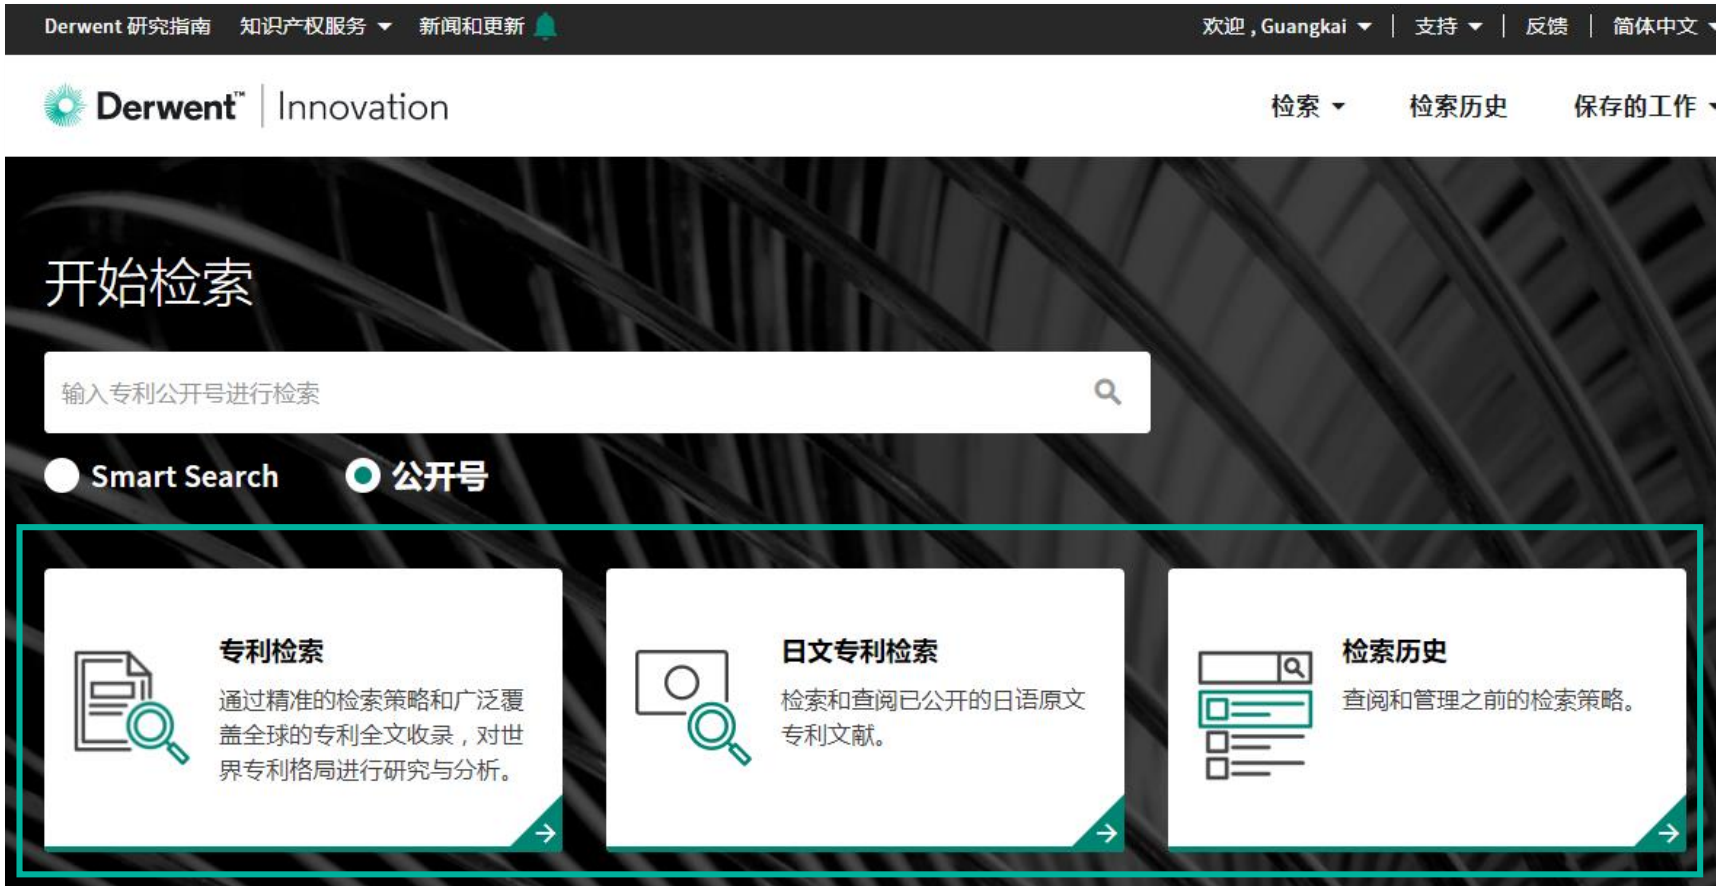 Derwent 研究指南 知识产权服务 新闻和更新 欢迎 , Guangkai 支持 反馈 简体中文
Derwent™ Innovation 检索 检索历史 保存的工作
开始检索
输入专利公开号进行检索
Smart Search 公开号
专利检索
通过精准的检索策略和广泛覆
盖全球的专利全文收录，对世
界专利格局进行研究与分析。
日文专利检索
检索和查阅已公开的日语原文
专利文献。
检索历史
查阅和管理之前的检索策略。